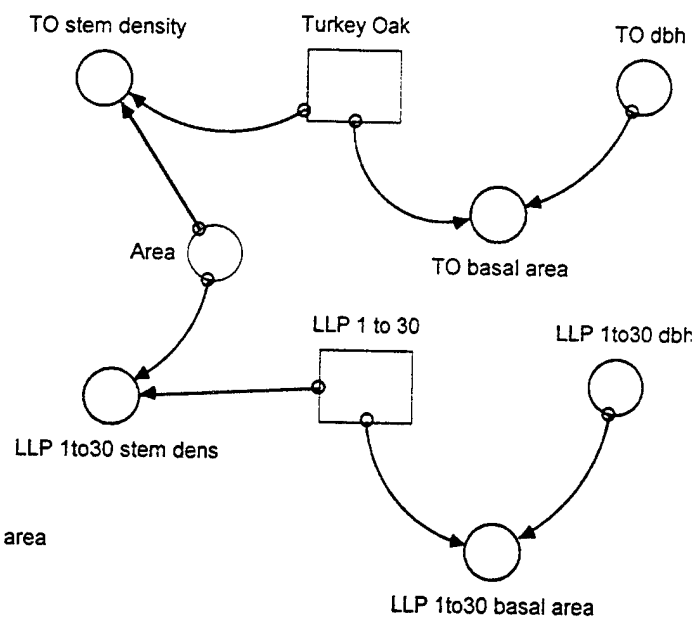 TO stem density
Turkey Oak
TO dbh
Area
TO basal area
LLP 1 to 30
LLP 1to30 dbh
LLP 1to30 stem dens
area
LLP 1to30 basal area